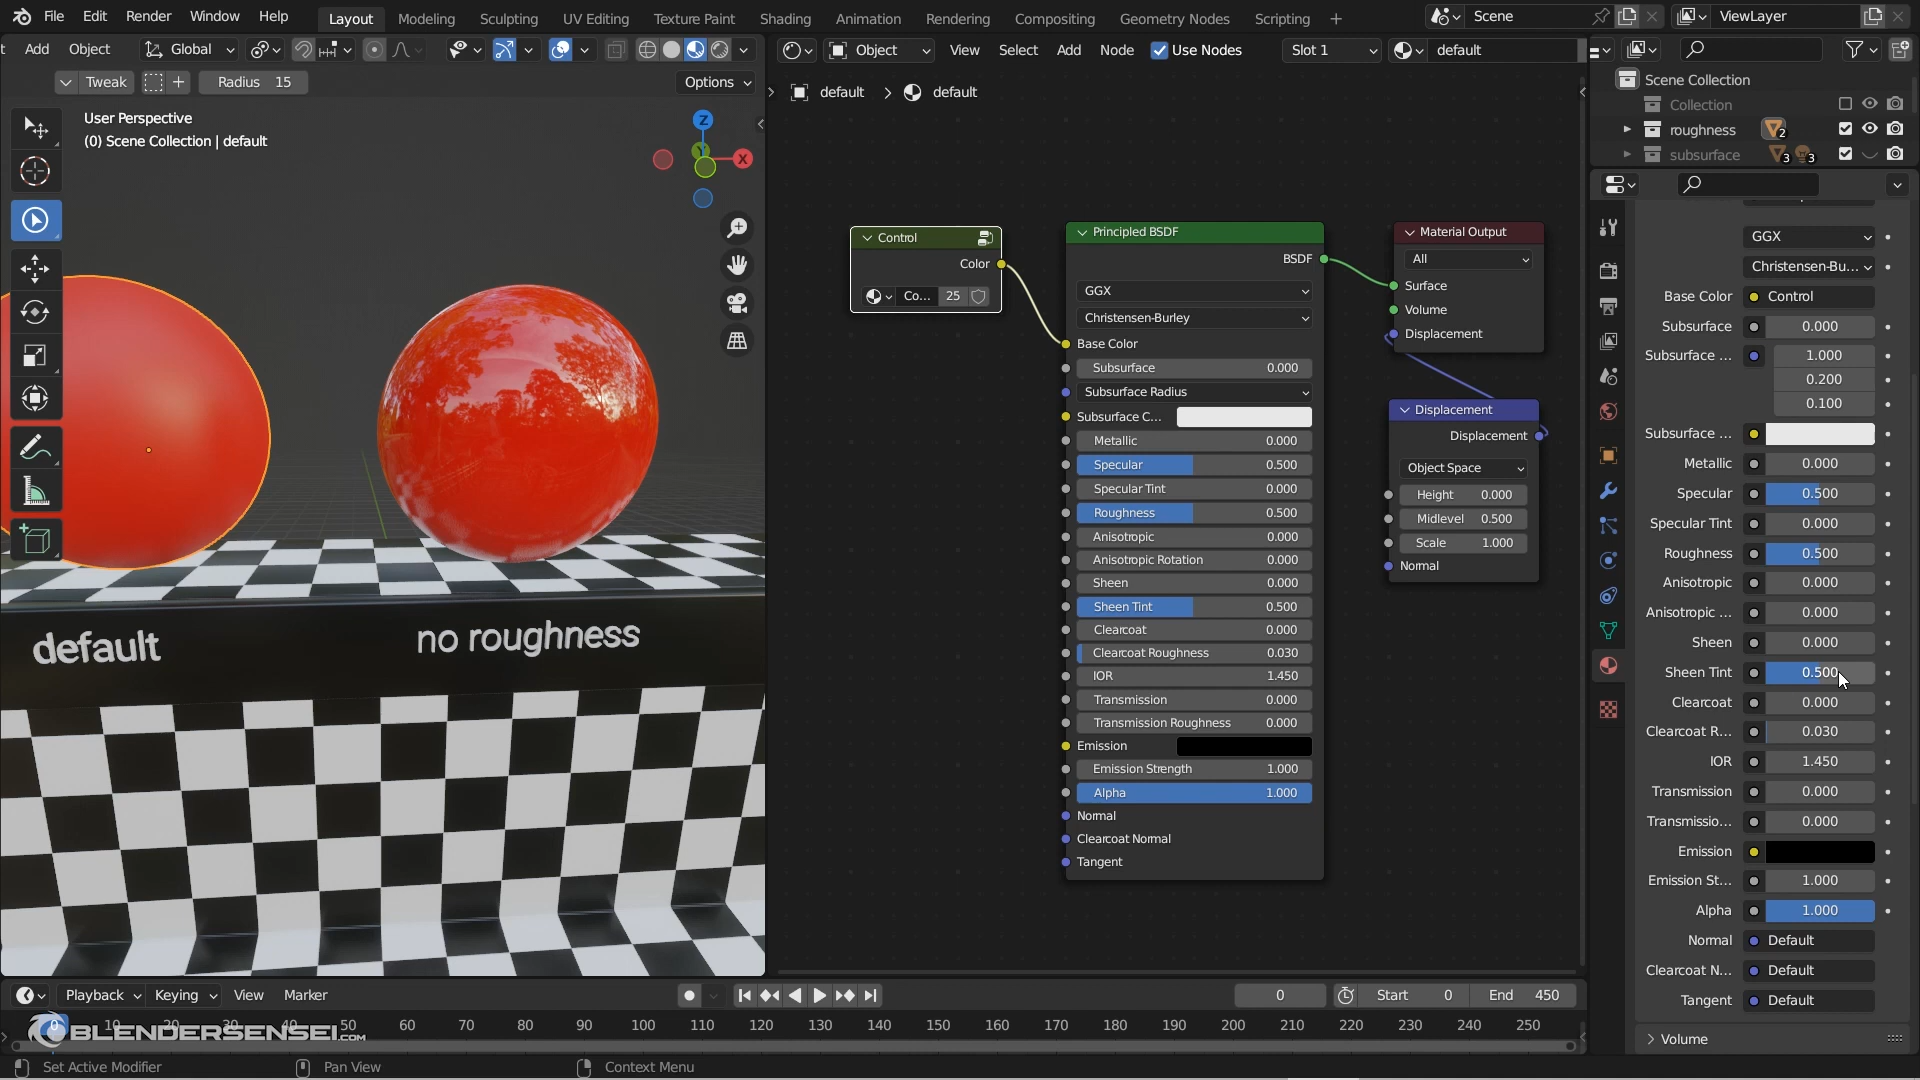 File Edit Render Window Help Layout Modeling Sculpting UV Editing Texture Paint Shading Animation Rendering Compositing Geometry Nodes Scripting + Scene ViewLayer
Add Object Global
Object View Select Add Node Use Nodes Slot 1 default
Tweak Radius 15 Options
default > default
User Perspective
(0) Scene Collection | default
Z
X
default
no roughness
Control
Color
Co... 25
Principled BSDF
BSDF
GGX
Christensen-Burley
Base Color
Subsurface 0.000
Subsurface Radius
Subsurface C...
Metallic 0.000
Specular 0.500
Specular Tint 0.000
Roughness 0.500
Anisotropic 0.000
Anisotropic Rotation 0.000
Sheen 0.000
Sheen Tint 0.500
Clearcoat 0.000
Clearcoat Roughness 0.030
IOR 1.450
Transmission 0.000
Transmission Roughness 0.000
Emission
Emission Strength 1.000
Alpha 1.000
Normal
Clearcoat Normal
Tangent
Material Output
All
Surface
Volume
Displacement
Displacement
Displacement
Object Space
Height 0.000
Midlevel 0.500
Scale 1.000
Normal
Scene Collection
Collection
roughness 2
subsurface 3 3
GGX
Christensen-Bu...
Base Color Control
Subsurface 0.000
Subsurface ... 1.000
0.200
0.100
Subsurface ...
Metallic 0.000
Specular 0.500
Specular Tint 0.000
Roughness 0.500
Anisotropic 0.000
Anisotropic ... 0.000
Sheen 0.000
Sheen Tint 0.500
Clearcoat 0.000
Clearcoat R... 0.030
IOR 1.450
Transmission 0.000
Transmissio... 0.000
Emission
Emission St... 1.000
Alpha 1.000
Normal Default
Clearcoat N... Default
Tangent Default
Volume
Playback Keying View Marker 0 Start 0 End 450
0 10 20 30 40 50 60 70 80 90 100 110 120 130 140 150 160 170 180 190 200 210 220 230 240 250
BLENDERSENSEI.COM
Set Active Modifier Pan View Context Menu